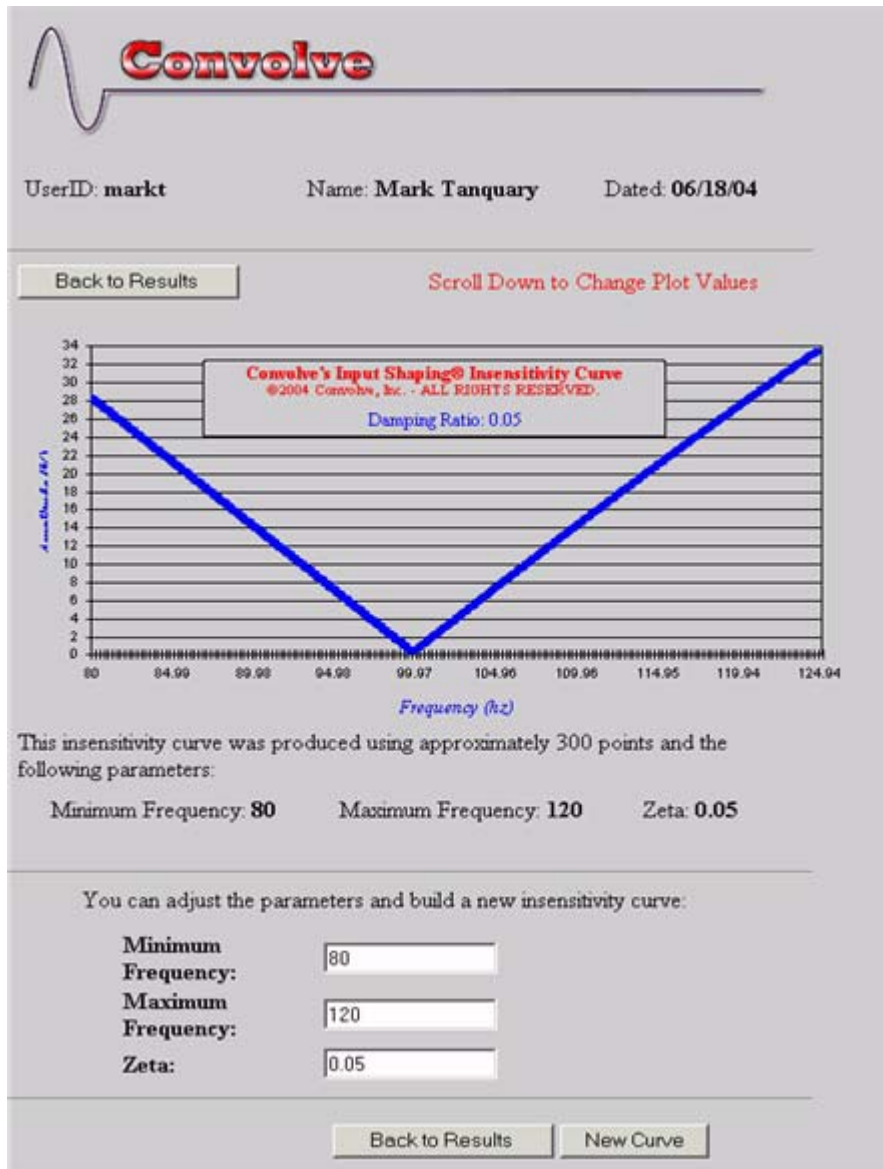 Convolve
UserID: markt Name: Mark Tanquary Dated: 06/18/04
Back to Results Scroll Down to Change Plot Values
34
32
30
28
26
24
22
20
18
16
14
12
10
8
6
4
2
0
Convolve's Input Shaping® Insensitivity Curve
©2004 Convolve, Inc. - ALL RIGHTS RESERVED.
Damping Ratio: 0.05
80 84.99 89.98 94.98 99.97 104.96 109.96 114.95 119.94 124.94
Frequency (hz)
This insensitivity curve was produced using approximately 300 points and the
following parameters:
Minimum Frequency: 80 Maximum Frequency: 120 Zeta: 0.05
You can adjust the parameters and build a new insensitivity curve:
Minimum
Frequency: 80
Maximum
Frequency: 120
Zeta: 0.05
Back to Results New Curve